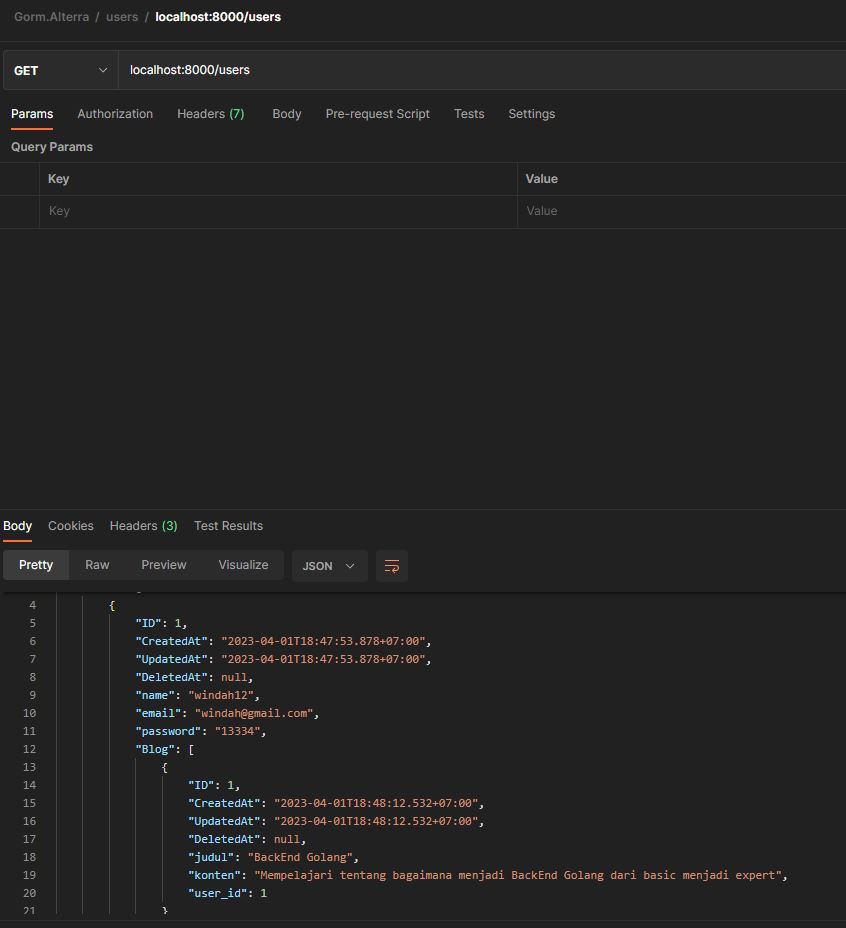 Gorm.Alterra / users / localhost:8000/users
GET localhost:8000/users
Params Authorization Headers (7) Body Pre-request Script Tests Settings
Query Params
Key Value
Key Value
Body Cookies Headers (3) Test Results
Pretty Raw Preview Visualize JSON
4 {
5 "ID": 1,
6 "CreatedAt": "2023-04-01T18:47:53.878+07:00",
7 "UpdatedAt": "2023-04-01T18:47:53.878+07:00",
8 "DeletedAt": null,
9 "name": "windah12",
10 "email": "windah@gmail.com",
11 "password": "13334",
12 "Blog": [
13 {
14 "ID": 1,
15 "CreatedAt": "2023-04-01T18:48:12.532+07:00",
16 "UpdatedAt": "2023-04-01T18:48:12.532+07:00",
17 "DeletedAt": null,
18 "judul": "BackEnd Golang",
19 "konten": "Mempelajari tentang bagaimana menjadi BackEnd Golang dari basic menjadi expert",
20 "user_id": 1
21 }